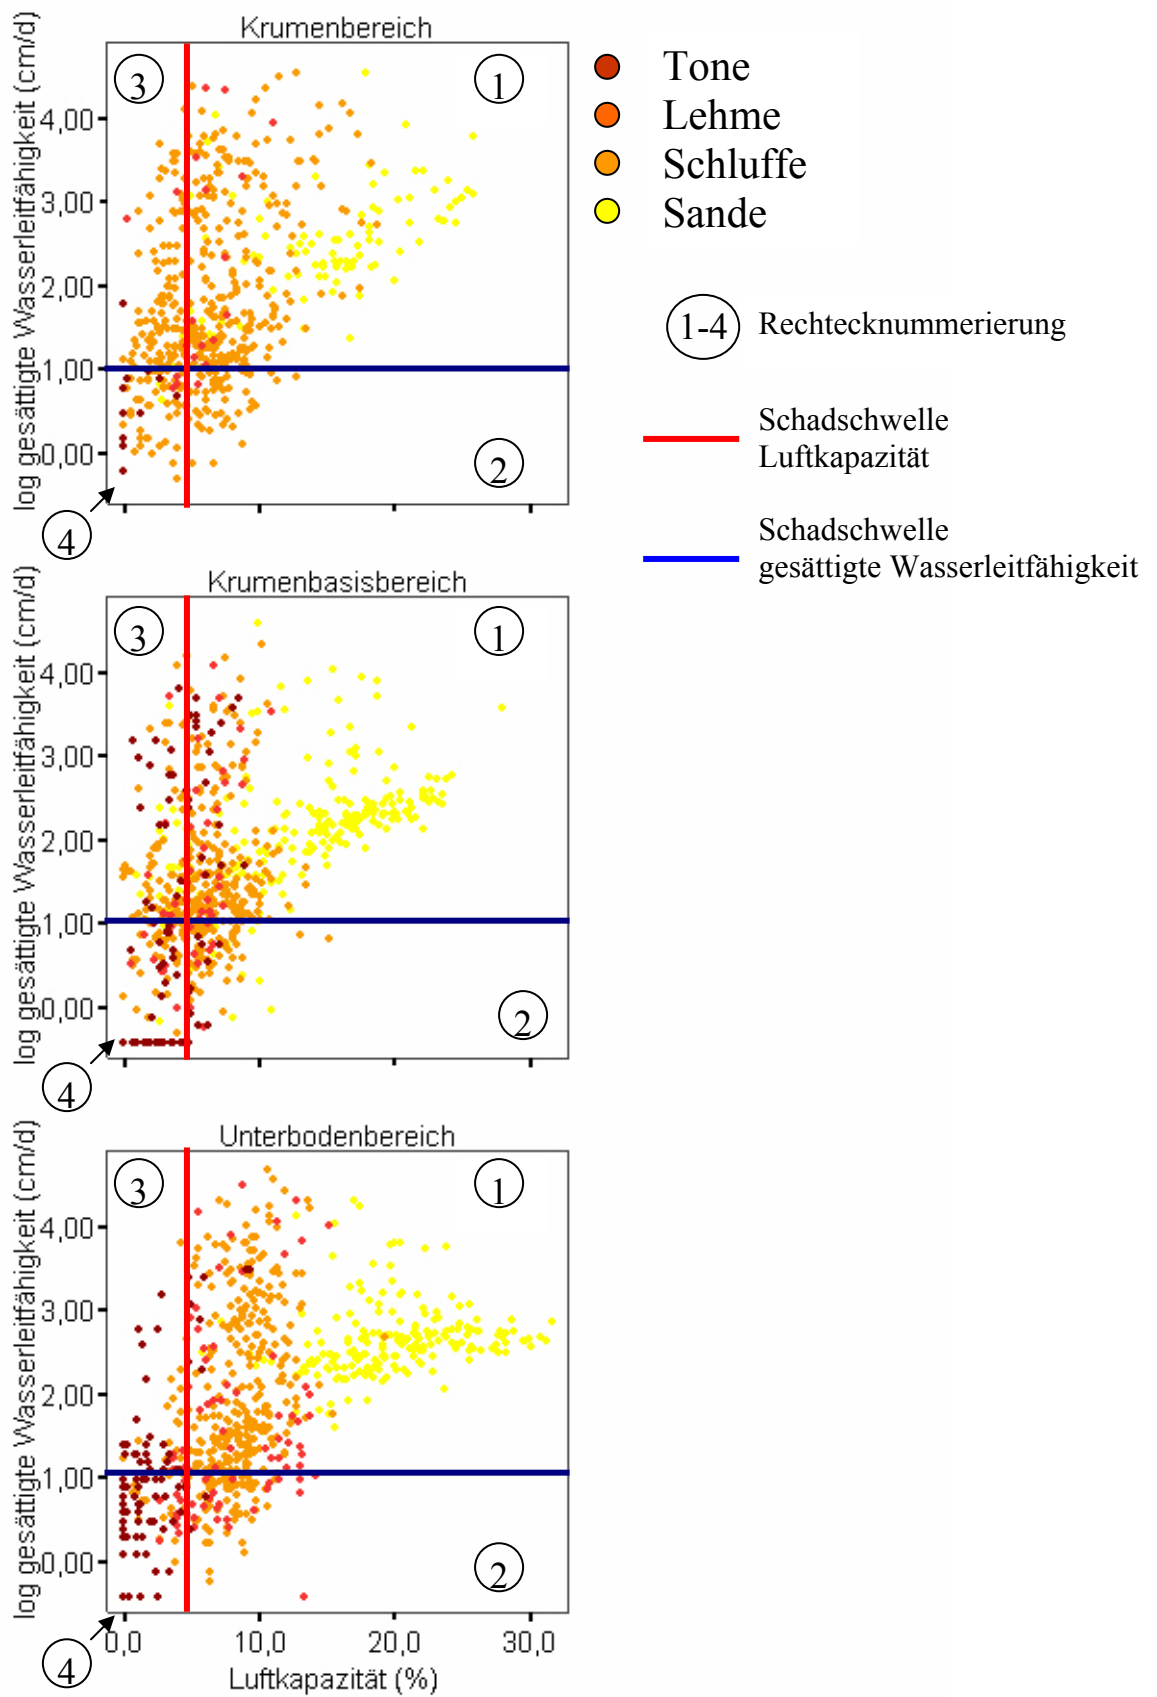 Krumenbereich
log gesättigte Wasserleitfähigkeit (cm/d)
4,00
3,00
2,00
1,00
0,00
3
1
2
4
Tone
Lehme
Schluffe
Sande
1-4 Rechtecknummerierung
Schadschwelle
Luftkapazität
Schadschwelle
gesättigte Wasserleitfähigkeit
Krumenbasisbereich
log gesättigte Wasserleitfähigkeit (cm/d)
4,00
3,00
2,00
1,00
0,00
3
1
2
4
Unterbodenbereich
log gesättigte Wasserleitfähigkeit (cm/d)
4,00
3,00
2,00
1,00
0,00
3
1
2
4
0,0 10,0 20,0 30,0
Luftkapazität (%)